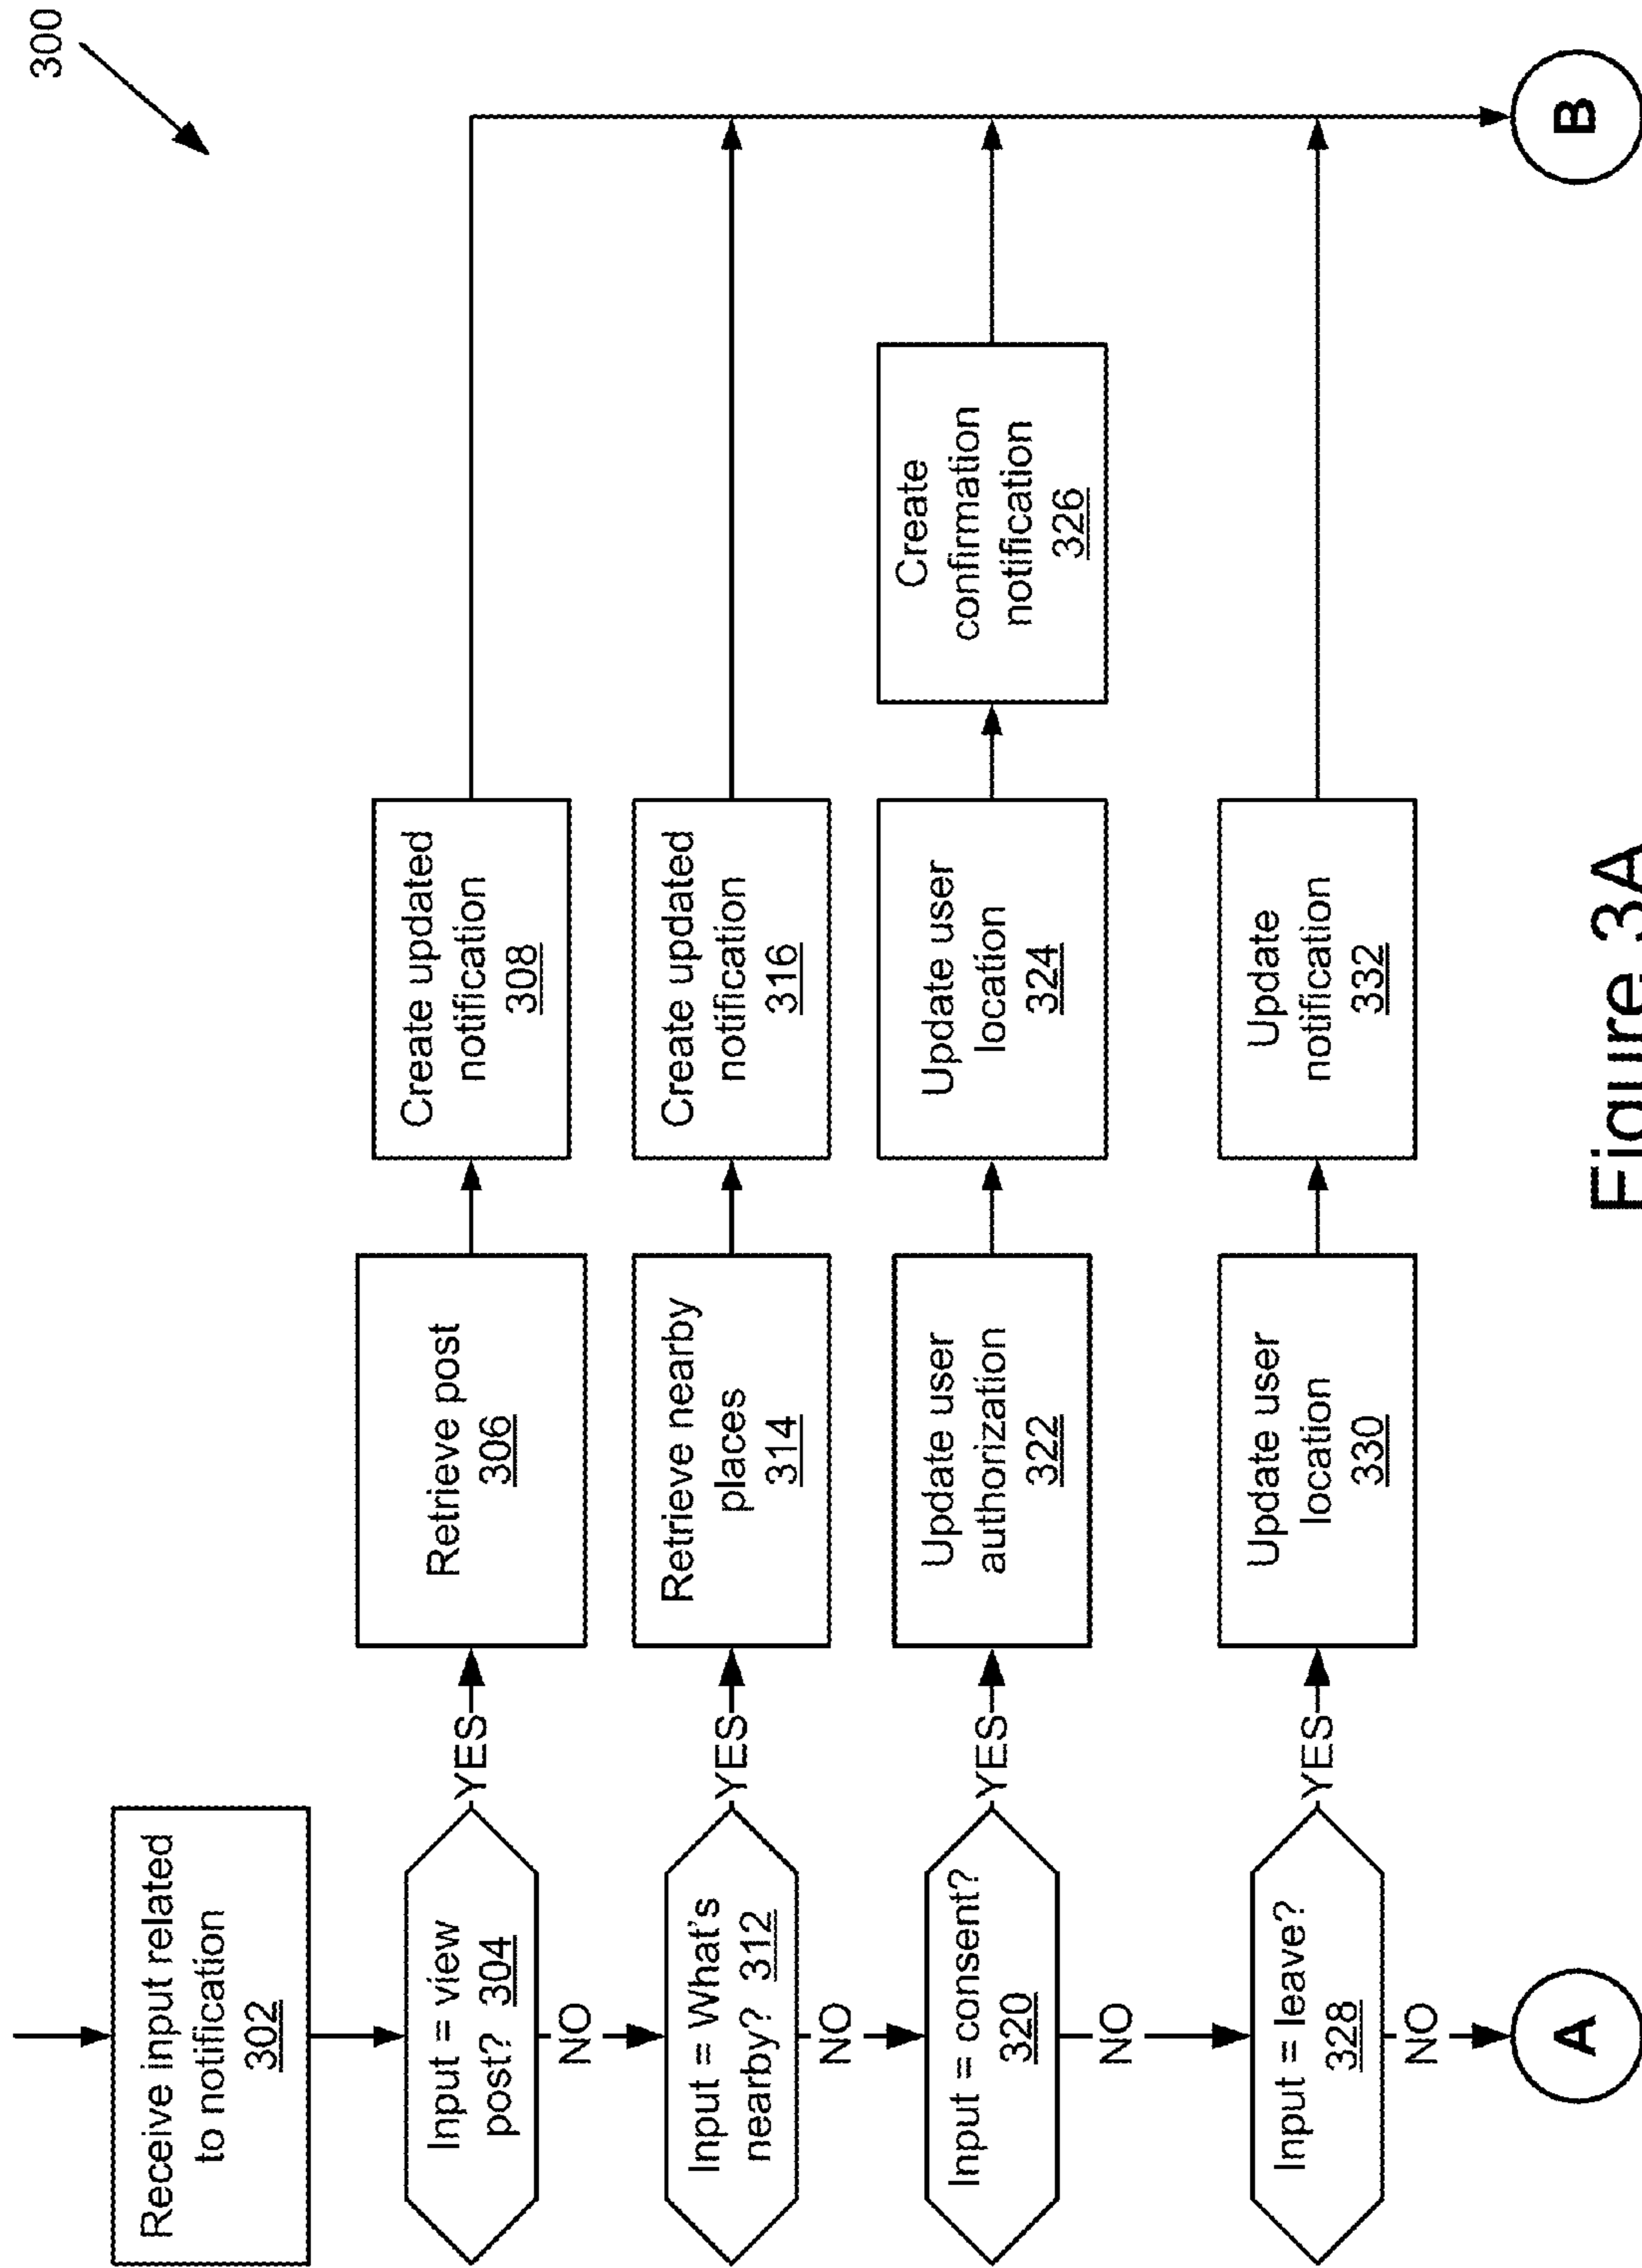 300
Receive input related
to notification
302
Input = view
post? 304
YES
Retrieve post
306
Create updated
notification
308
NO
Input = What's
nearby? 312
YES
Retrieve nearby
places
314
Create updated
notification
316
NO
Input = consent?
320
YES
Update user
authorization
322
Update user
location
324
Create
confirmation
notification
326
NO
Input = leave?
328
YES
Update user
location
330
Update
notification
332
NO
A
B
Figure 3A